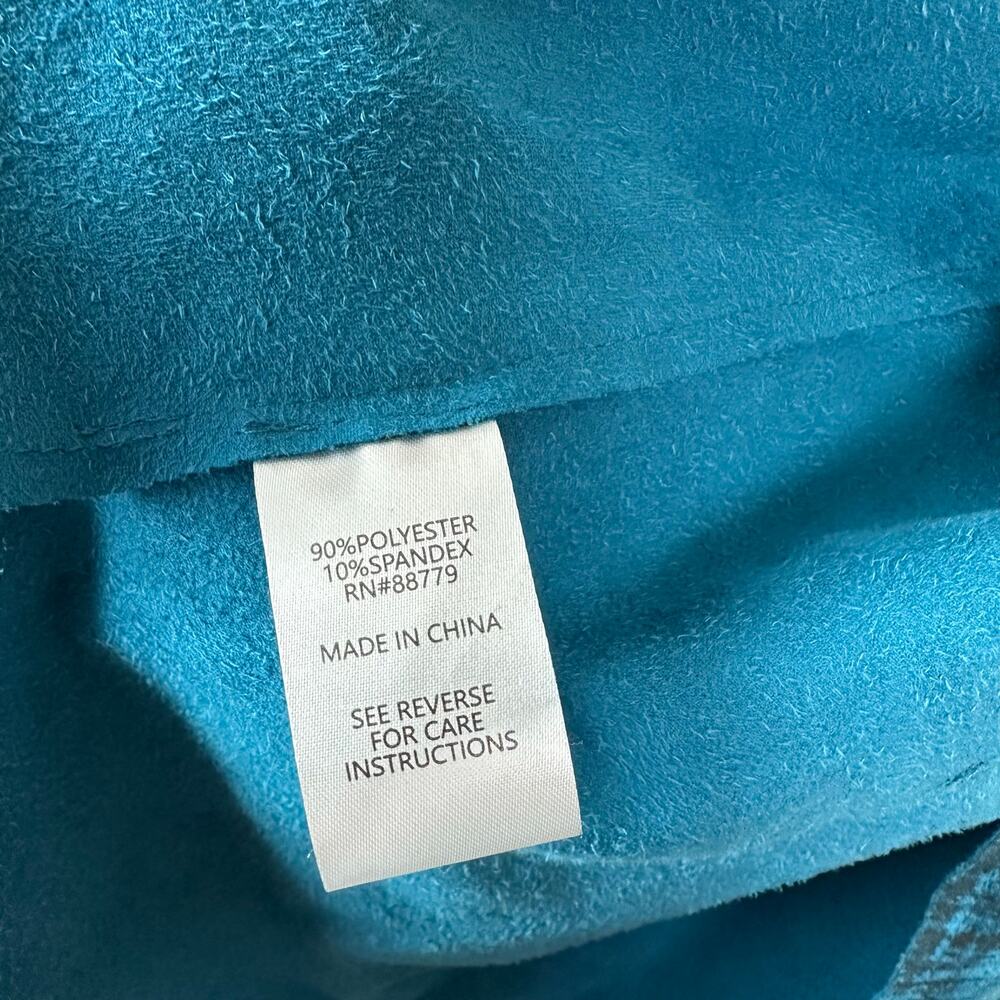 90%POLYESTER
10%SPANDEX
RN#88779
MADE IN CHINA
SEE REVERSE
FOR CARE
INSTRUCTIONS